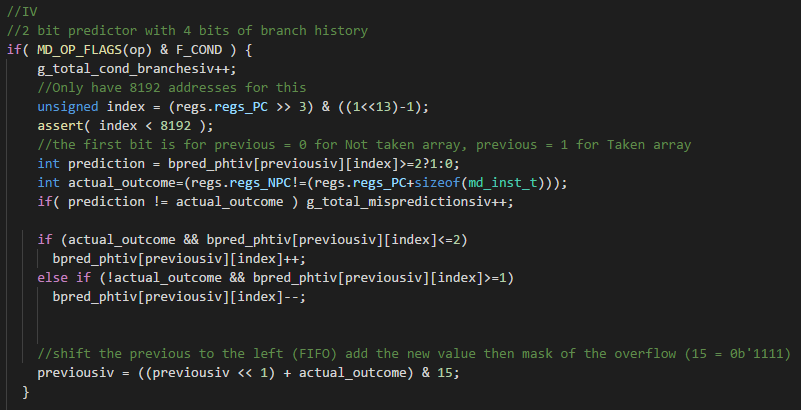 //IV
//2 bit predictor with 4 bits of branch history
if( MD_OP_FLAGS(op) & F_COND ) {
g_total_cond_branchesiv++;
//Only have 8192 addresses for this
unsigned index = (regs.regs_PC >> 3) & ((1<<13)-1);
assert( index < 8192 );
//the first bit is for previous = 0 for Not taken array, previous = 1 for Taken array
int prediction = bpred_phtiv[previousiv][index]>=2?1:0;
int actual_outcome=(regs.regs_NPC!=(regs.regs_PC+sizeof(md_inst_t)));
if( prediction != actual_outcome ) g_total_mispredictionsiv++;
if (actual_outcome && bpred_phtiv[previousiv][index]<=2)
bpred_phtiv[previousiv][index]++;
else if (!actual_outcome && bpred_phtiv[previousiv][index]>=1)
bpred_phtiv[previousiv][index]--;
//shift the previous to the left (FIFO) add the new value then mask of the overflow (15 = 0b'1111)
previousiv = ((previousiv << 1) + actual_outcome) & 15;
}